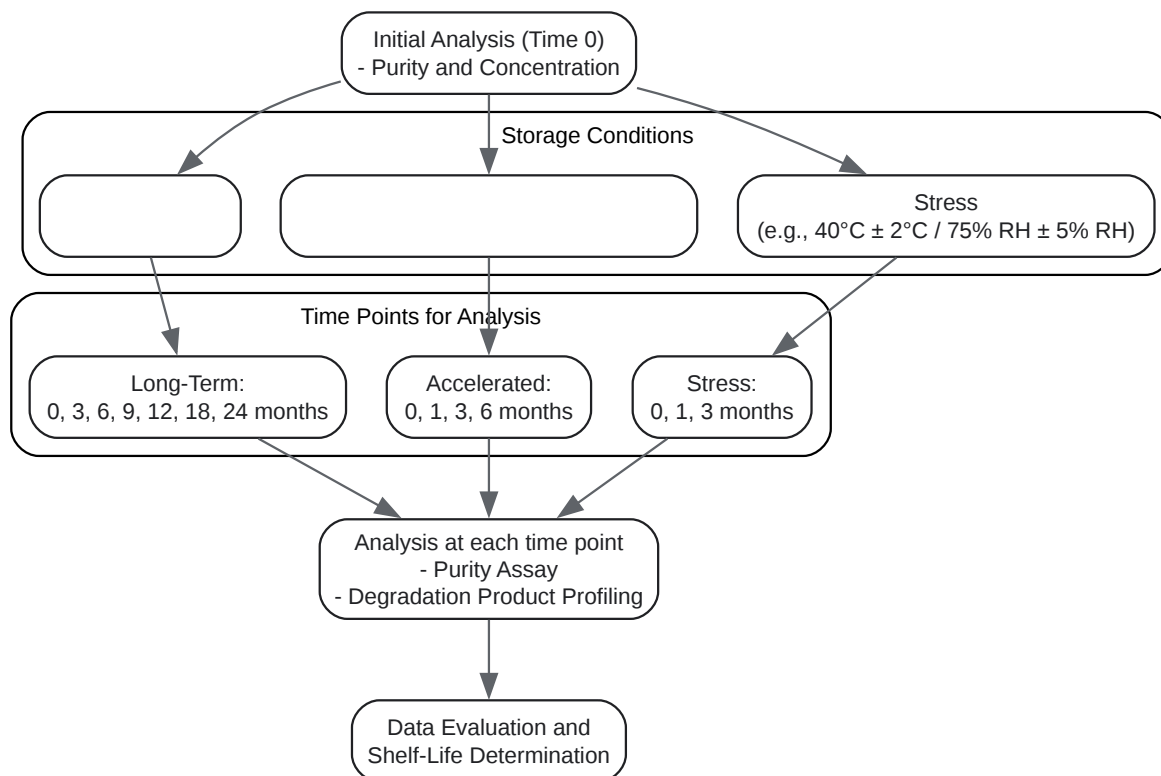 Initial Analysis (Time 0)
- Purity and Concentration
Storage Conditions
Stress
(e.g., 40°C ± 2°C / 75% RH ± 5% RH)
Time Points for Analysis
Long-Term:
0, 3, 6, 9, 12, 18, 24 months
Accelerated:
0, 1, 3, 6 months
Stress:
0, 1, 3 months
Analysis at each time point
- Purity Assay
- Degradation Product Profiling
Data Evaluation and
Shelf-Life Determination